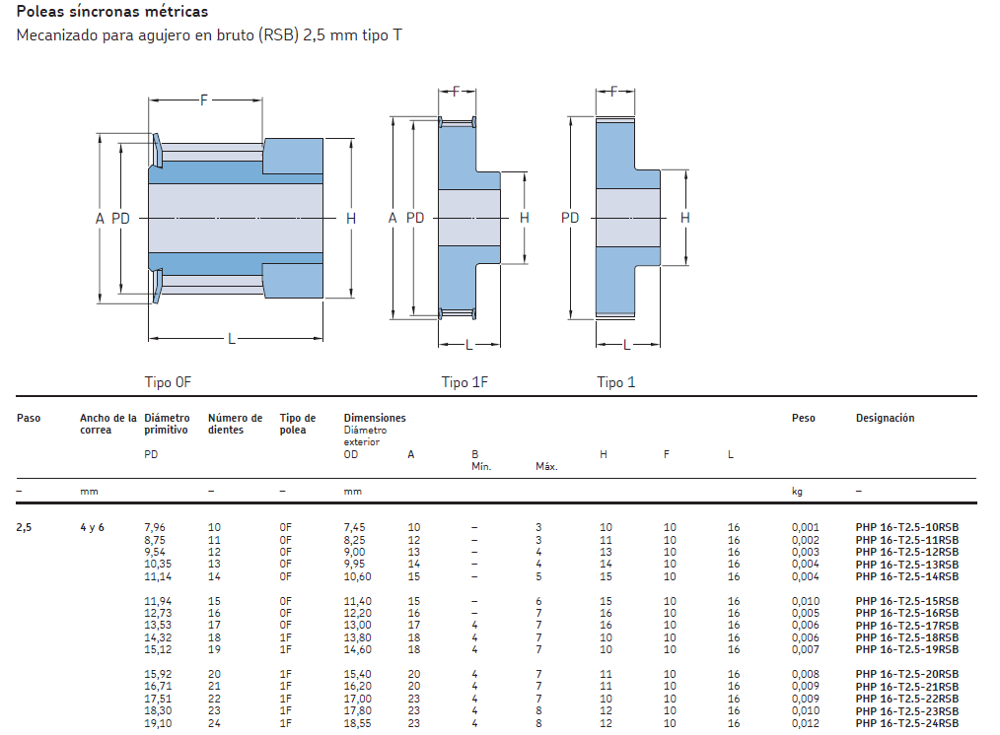 Poleas síncronas métricas
Mecanizado para agujero en bruto (RSB) 2,5 mm tipo T
F F F
A PD H A PD H PD H
L L L
Tipo 0F Tipo 1F Tipo 1
Paso Ancho de la Diámetro Número de Tipo de Dimensiones Peso Designación
correa primitivo dientes polea Diámetro
exterior
PD OD A B H F L
Mín. Máx.
– mm – – mm kg –
2,5 4 y 6 7,96 10 0F 7,45 10 – 3 10 10 16 0,001 PHP 16-T2.5-10RSB
8,75 11 0F 8,25 12 – 3 11 10 16 0,002 PHP 16-T2.5-11RSB
9,54 12 0F 9,00 13 – 4 13 10 16 0,003 PHP 16-T2.5-12RSB
10,35 13 0F 9,95 14 – 4 14 10 16 0,004 PHP 16-T2.5-13RSB
11,14 14 0F 10,60 15 – 5 15 10 16 0,004 PHP 16-T2.5-14RSB
11,94 15 0F 11,40 15 – 6 15 10 16 0,010 PHP 16-T2.5-15RSB
12,73 16 0F 12,20 16 – 7 16 10 16 0,005 PHP 16-T2.5-16RSB
13,53 17 0F 13,00 17 4 7 16 10 16 0,006 PHP 16-T2.5-17RSB
14,32 18 1F 13,80 18 4 7 10 10 16 0,006 PHP 16-T2.5-18RSB
15,12 19 1F 14,60 18 4 7 10 10 16 0,007 PHP 16-T2.5-19RSB
15,92 20 1F 15,40 20 4 7 11 10 16 0,008 PHP 16-T2.5-20RSB
16,71 21 1F 16,20 20 4 7 11 10 16 0,009 PHP 16-T2.5-21RSB
17,51 22 1F 17,00 23 4 7 10 10 16 0,009 PHP 16-T2.5-22RSB
18,30 23 1F 17,80 23 4 8 12 10 16 0,010 PHP 16-T2.5-23RSB
19,10 24 1F 18,55 23 4 8 12 10 16 0,012 PHP 16-T2.5-24RSB